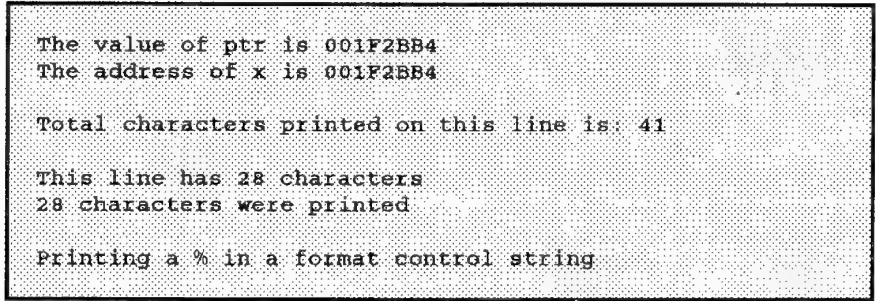 The value of ptr is 001F2BB4
The address of x is 001F2BB4
Total characters printed on this line is: 41
This line has 28 characters
28 characters were printed
Printing a % in a format control string